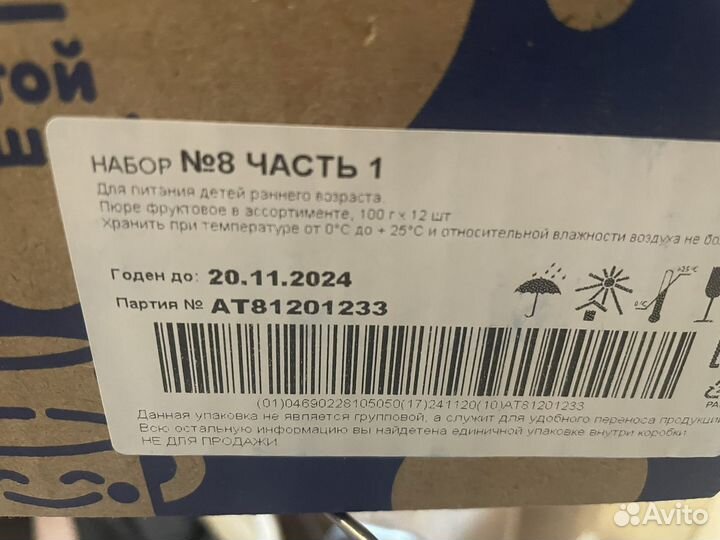 той
НАБОР №8 ЧАСТЬ 1
Для питания детей раннего возраста.
Пюре фруктовое в ассортименте, 100 г х 12 шт
Хранить при температуре от 0°С до + 25°С и относительной влажности воздуха не бо
Годен до: 20.11.2024
Партия № AT81201233
+25°C
0°C
(01)04690228105050(17)241120(10)AT81201233
Данная упаковка не является групповой, а служит для удобного переноса продукции
Всю остальную информацию вы найдетена единичной упаковке внутри коробки
НЕ ДЛЯ ПРОДАЖИ
Avito